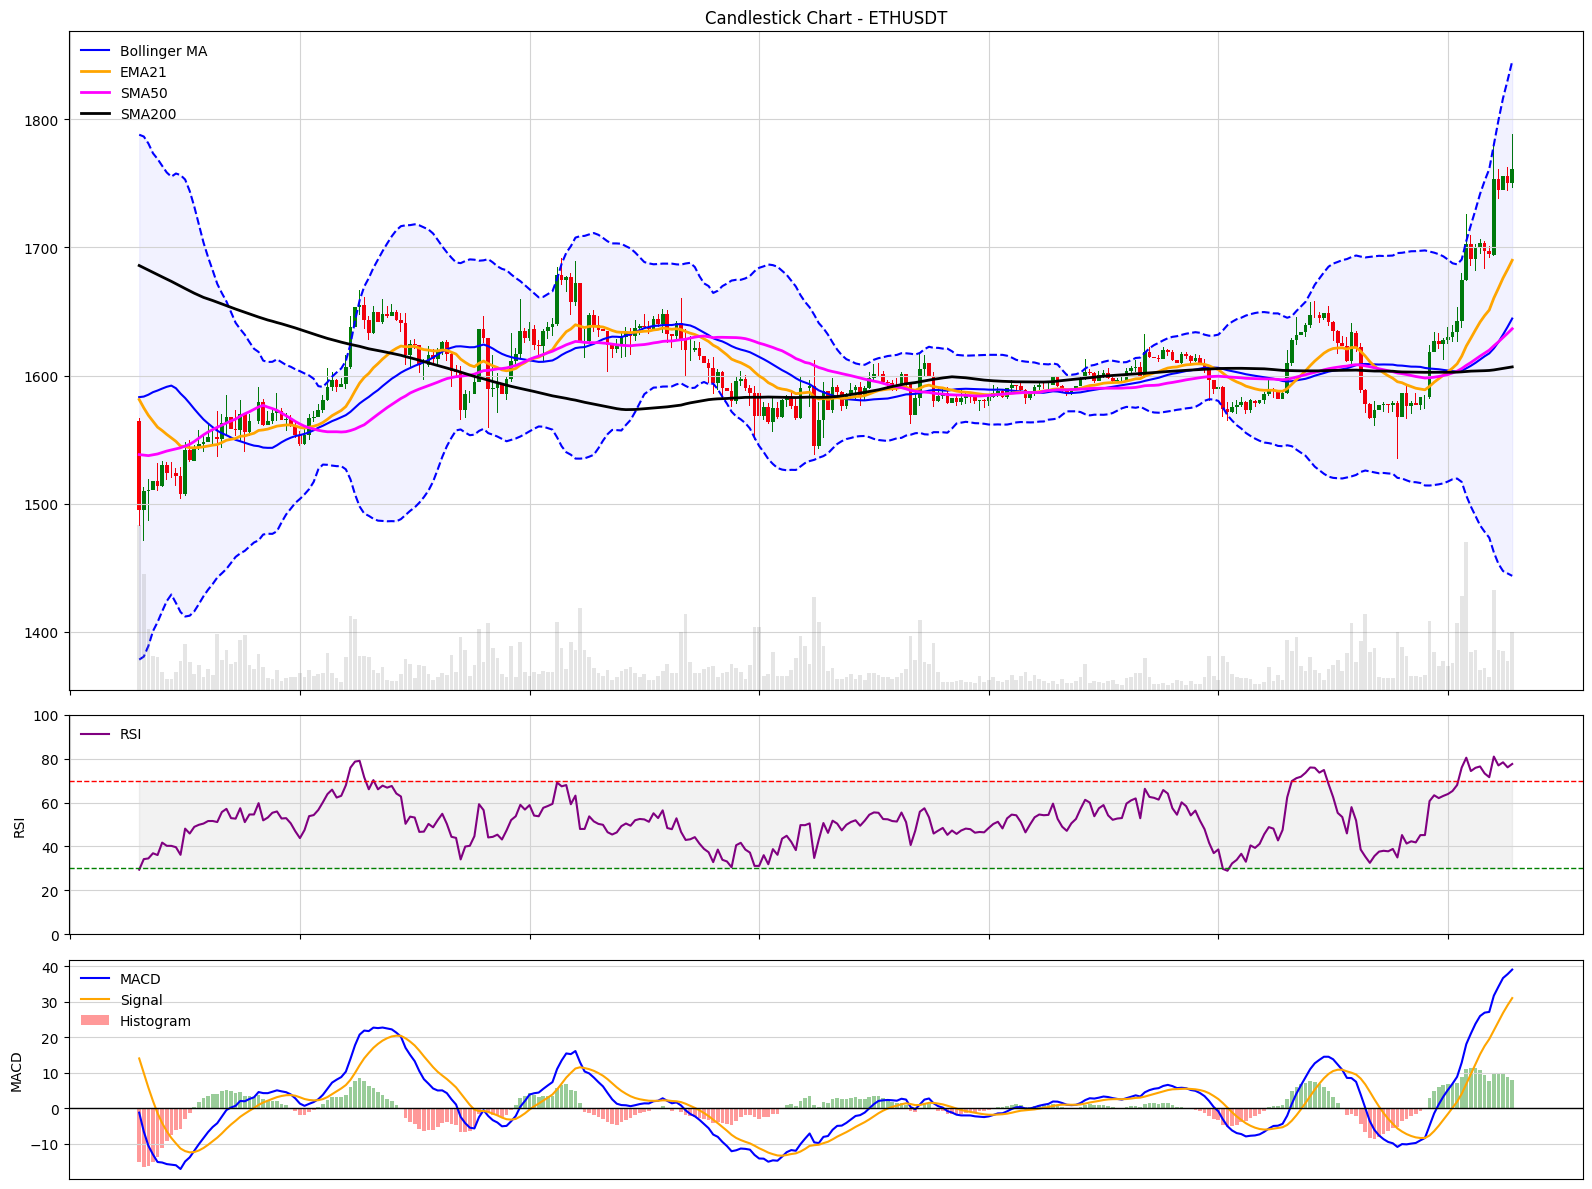 Candlestick Chart - ETHUSDT
Bollinger MA
EMA21
SMA50
SMA200
1800
1700
1600
1500
1400
RSI
100
80
60
40
20
0
RSI
MACD
Signal
Histogram
40
30
20
10
0
−10
MACD